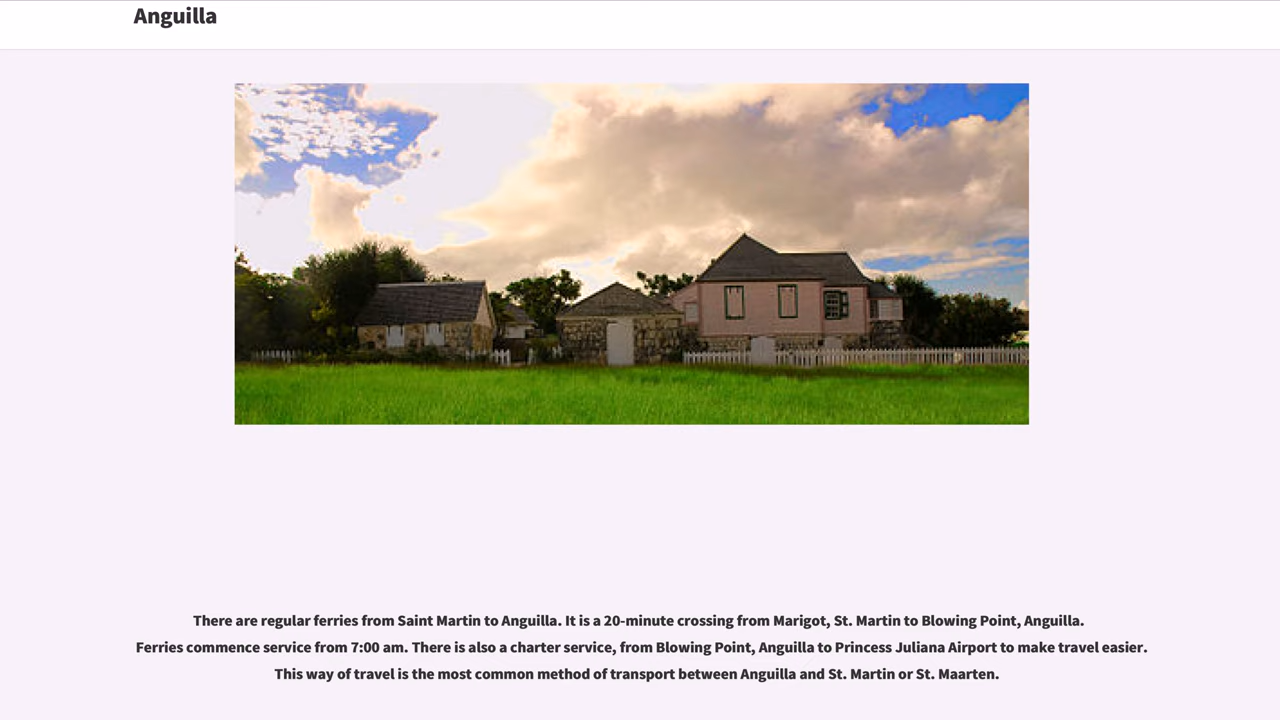 Anguilla
There are regular ferries from Saint Martin to Anguilla. It is a 20-minute crossing from Marigot, St. Martin to Blowing Point, Anguilla.
Ferries commence service from 7:00 am. There is also a charter service, from Blowing Point, Anguilla to Princess Juliana Airport to make travel easier.
This way of travel is the most common method of transport between Anguilla and St. Martin or St. Maarten.